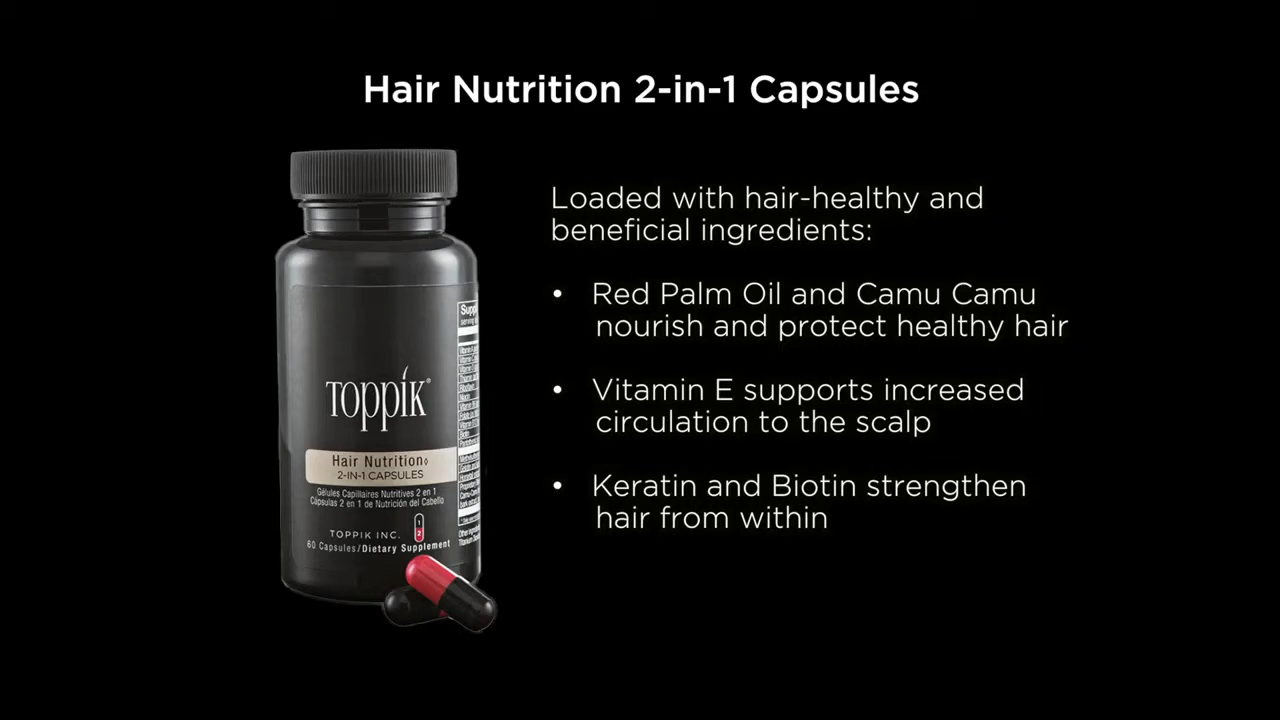 Hair Nutrition 2-in-1 Capsules
Loaded with hair-healthy and
beneficial ingredients:
• Red Palm Oil and Camu Camu
nourish and protect healthy hair
• Vitamin E supports increased
circulation to the scalp
• Keratin and Biotin strengthen
hair from within
TOPPIK®
Hair Nutrition◊
2-IN-1 CAPSULES
Gélules Capillaires Nutritives 2 en 1
Cápsulas 2 en 1 de Nutrición del Cabello
TOPPIK INC.
1
2
60 Capsules/Dietary Supplement